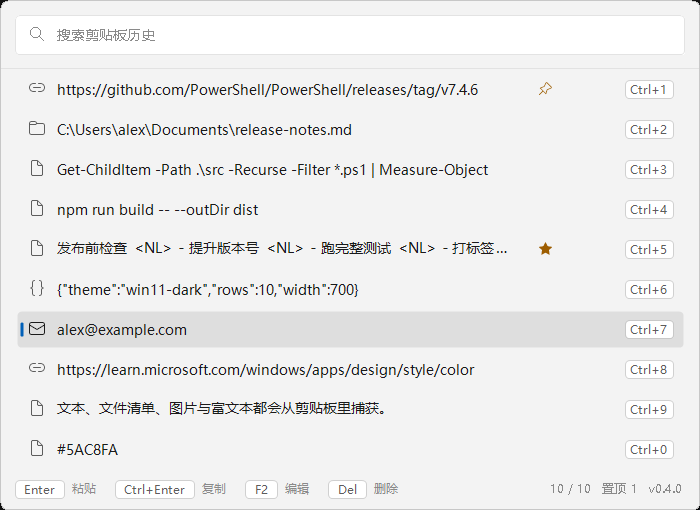 搜索剪贴板历史
https://github.com/PowerShell/PowerShell/releases/tag/v7.4.6 Ctrl+1
C:\Users\alex\Documents\release-notes.md Ctrl+2
Get-ChildItem -Path .\src -Recurse -Filter *.ps1 | Measure-Object Ctrl+3
npm run build -- --outDir dist Ctrl+4
发布前检查 <NL> - 提升版本号 <NL> - 跑完整测试 <NL> - 打标签... Ctrl+5
{"theme":"win11-dark","rows":10,"width":700} Ctrl+6
alex@example.com Ctrl+7
https://learn.microsoft.com/windows/apps/design/style/color Ctrl+8
文本、文件清单、图片与富文本都会从剪贴板里捕获。 Ctrl+9
#5AC8FA Ctrl+0
Enter 粘贴 Ctrl+Enter 复制 F2 编辑 Del 删除 10 / 10 置顶 1 v0.4.0